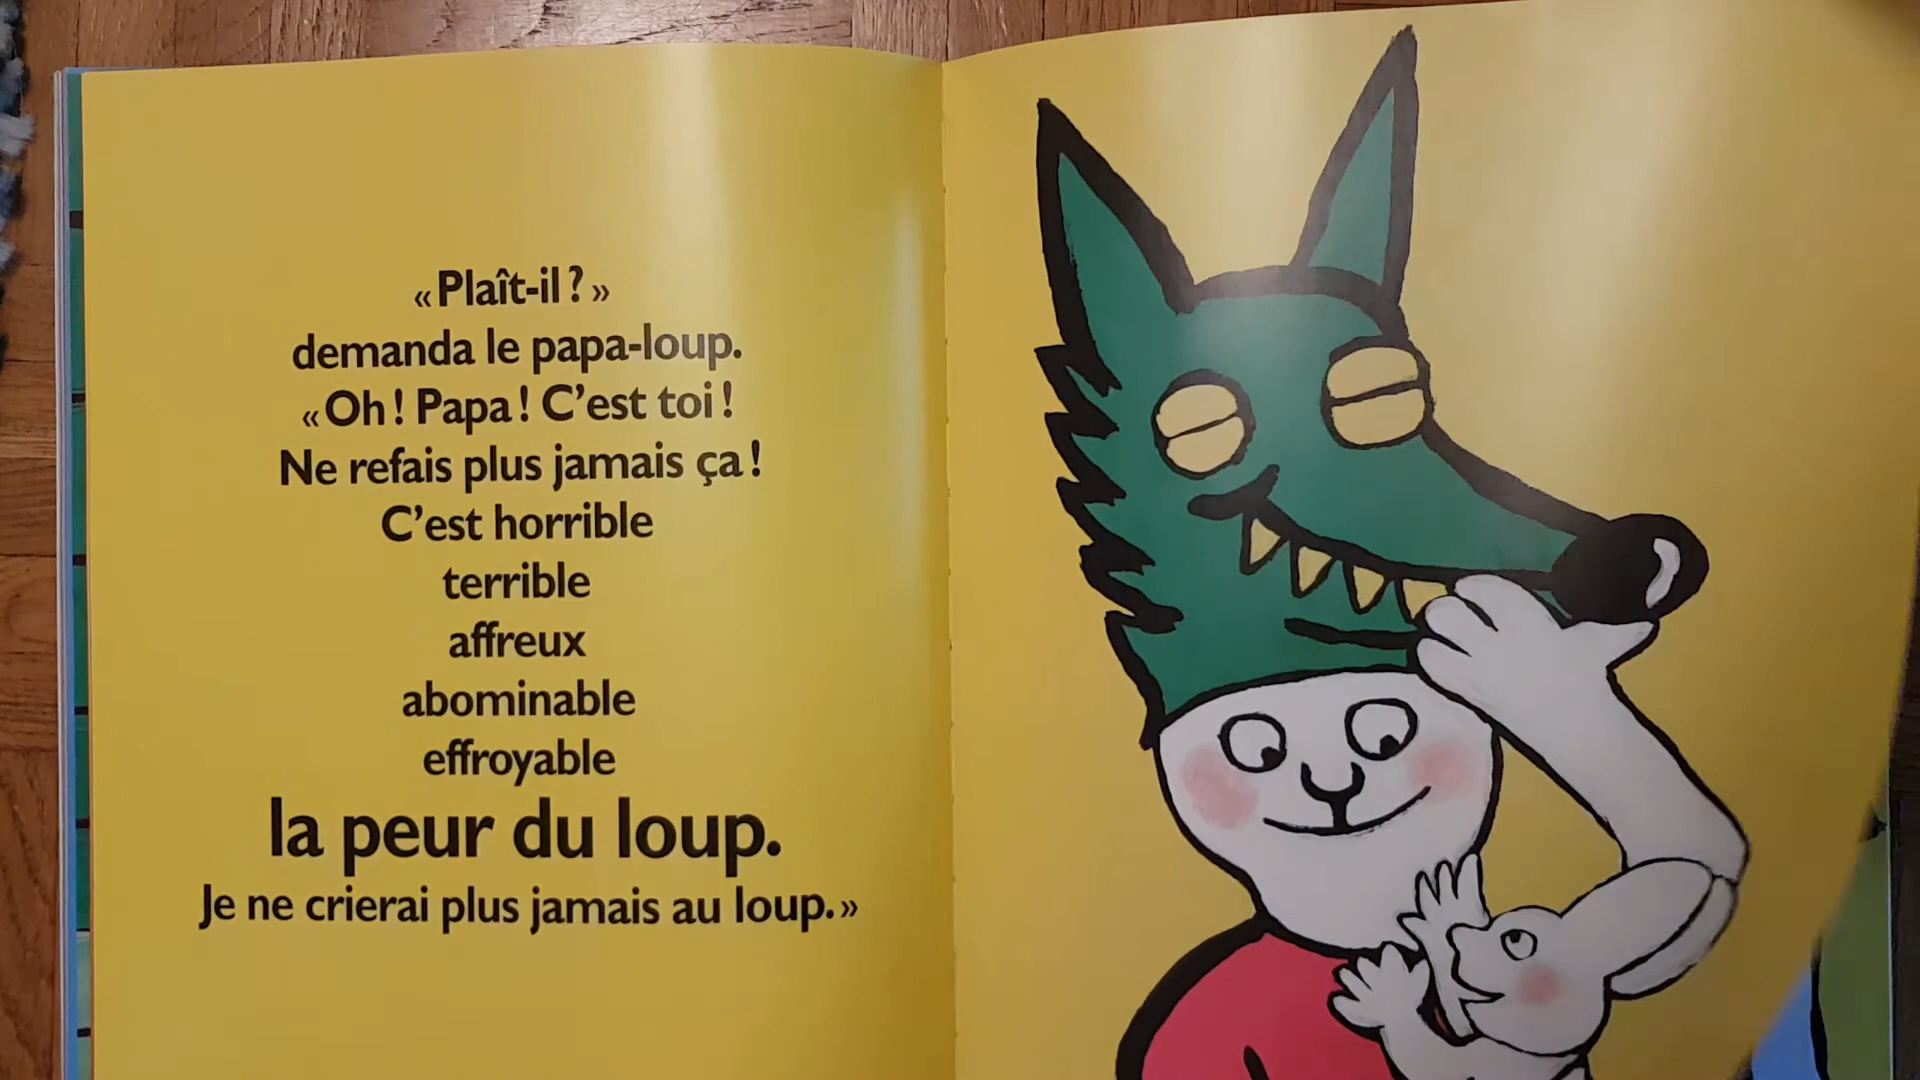 « Plaît-il ? »
demanda le papa-loup.
« Oh ! Papa ! C'est toi !
Ne refais plus jamais ça !
C'est horrible
terrible
affreux
abominable
effroyable
la peur du loup.
Je ne crierai plus jamais au loup. »